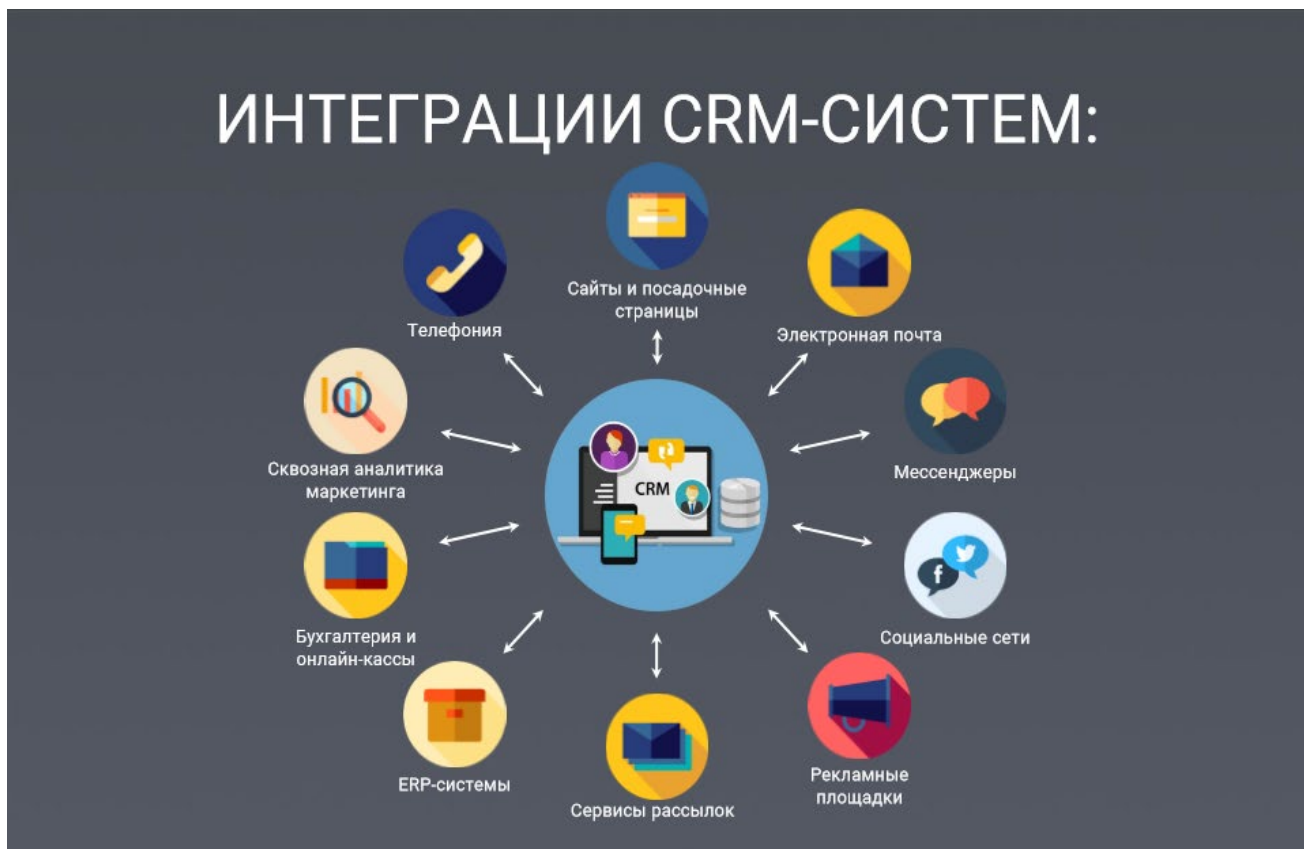 ИНТЕГРАЦИИ CRM-СИСТЕМ:
Сайты и посадочные
страницы
Телефония
Электронная почта
Сквозная аналитика
маркетинга
CRM
Мессенджеры
f
Бухгалтерия и
онлайн-кассы
Социальные сети
ERP-системы
Сервисы рассылок
Рекламные
площадки